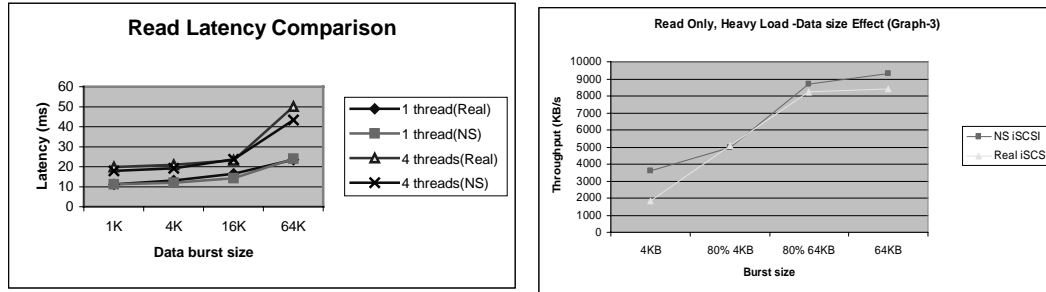 Read Latency Comparison
Latency (ms)
60
50
40
30
20
10
0
1K 4K 16K 64K
Data burst size
1 thread(Real)
1 thread(NS)
4 threads(Real)
4 threads(NS)
Read Only, Heavy Load -Data size Effect (Graph-3)
Throughput (KB/s)
10000
9000
8000
7000
6000
5000
4000
3000
2000
1000
0
4KB 80% 4KB 80% 64KB 64KB
Burst size
NS iSCSI
Real iSCSI